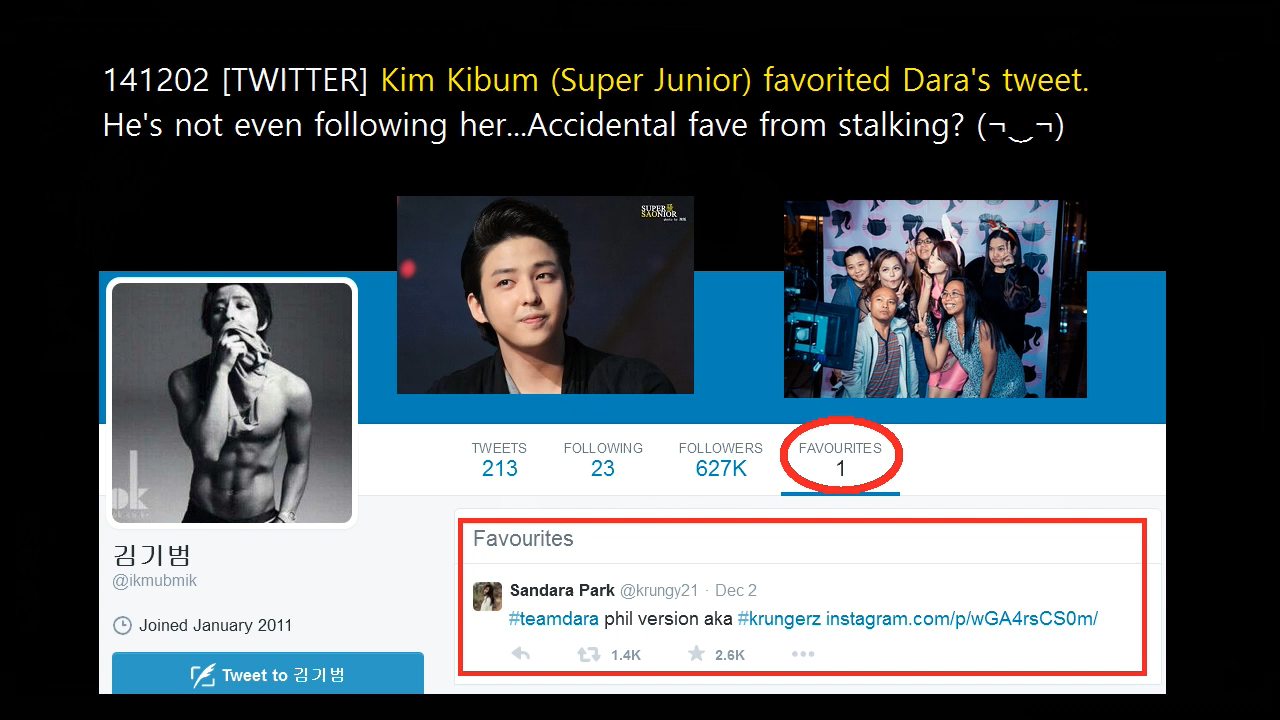 141202 [TWITTER] Kim Kibum (Super Junior) favorited Dara's tweet.
He's not even following her...Accidental fave from stalking? (¬‿¬)
SUPER
SAONIOR
TWEETS
213
FOLLOWING
23
FOLLOWERS
627K
FAVOURITES
1
김기범
@ikmubmik
Joined January 2011
Tweet to 김기범
Favourites
Sandara Park @krungy21 · Dec 2
#teamdara phil version aka #krungerz instagram.com/p/wGA4rsCS0m/
1.4K
2.6K